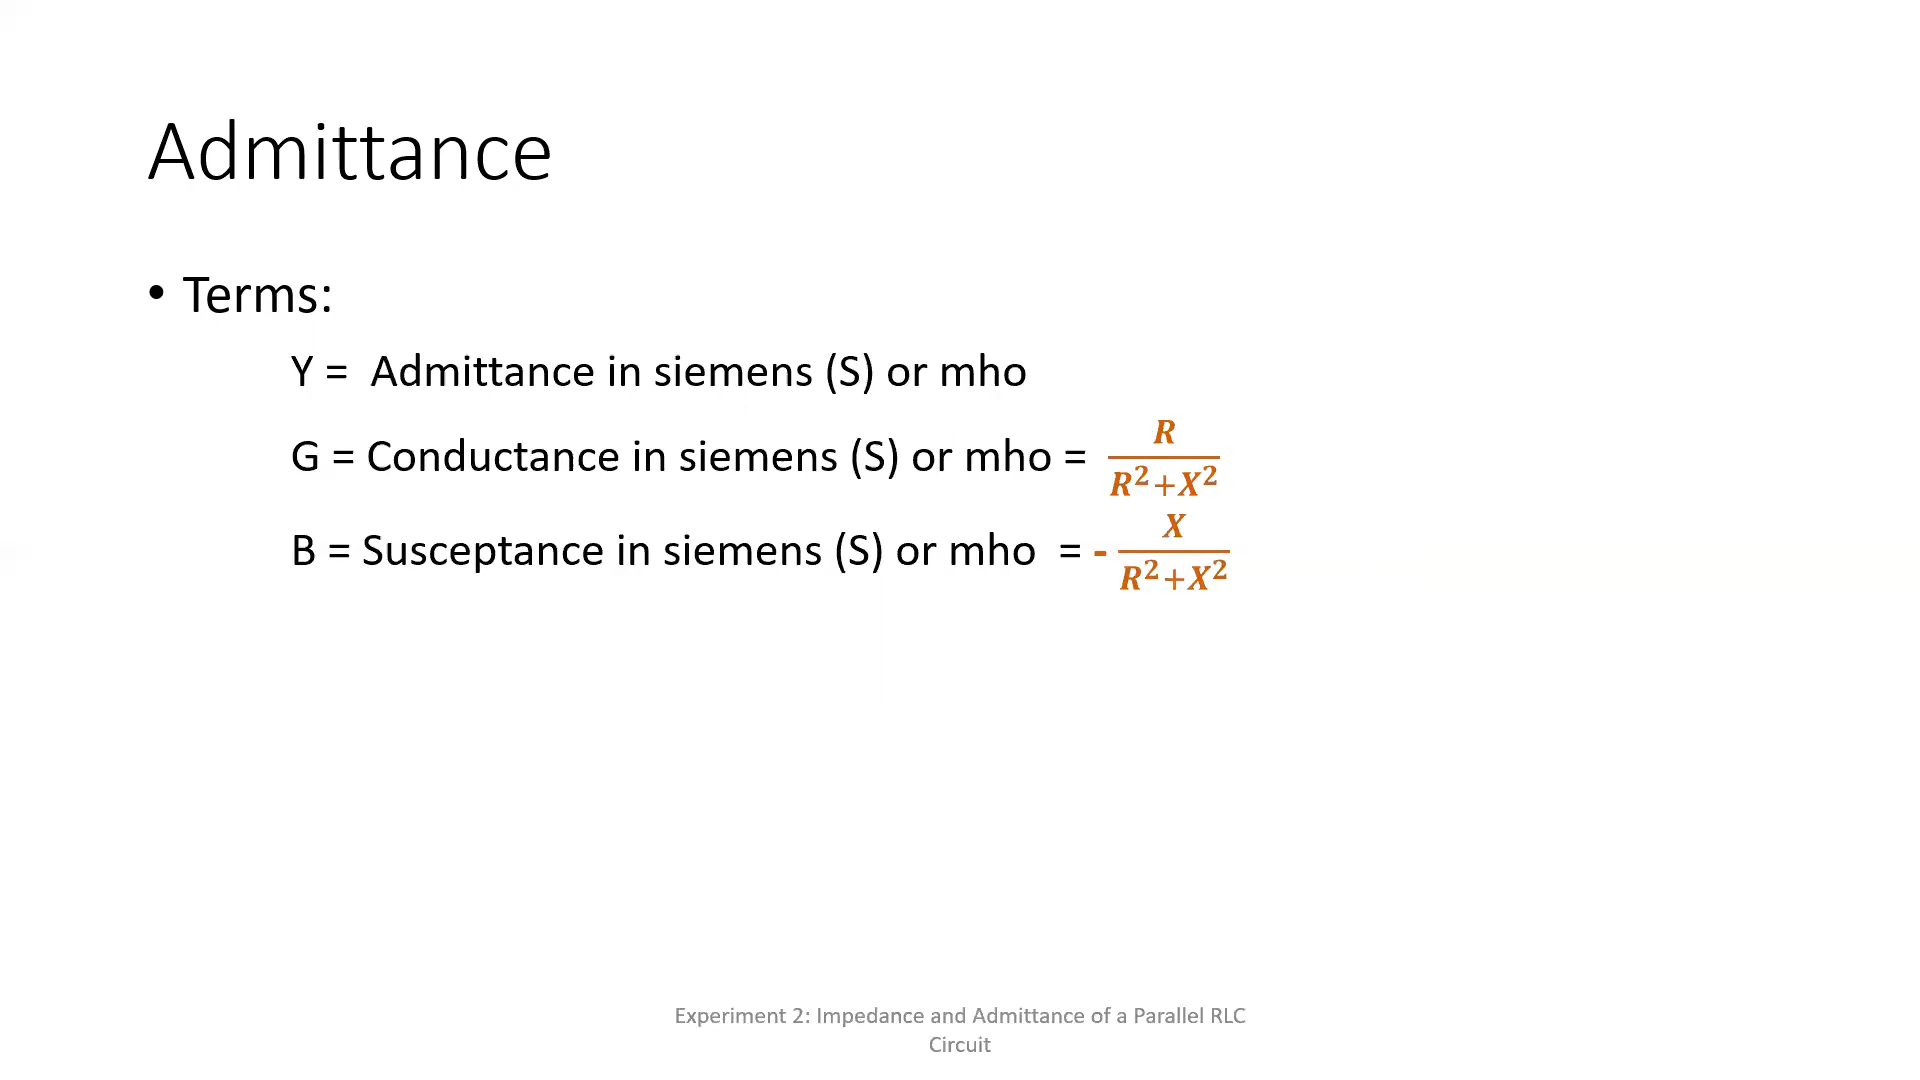 Admittance
• Terms:
Y = Admittance in siemens (S) or mho
G = Conductance in siemens (S) or mho = R / (R²+X²)
B = Susceptance in siemens (S) or mho = - X / (R²+X²)
Experiment 2: Impedance and Admittance of a Parallel RLC
Circuit